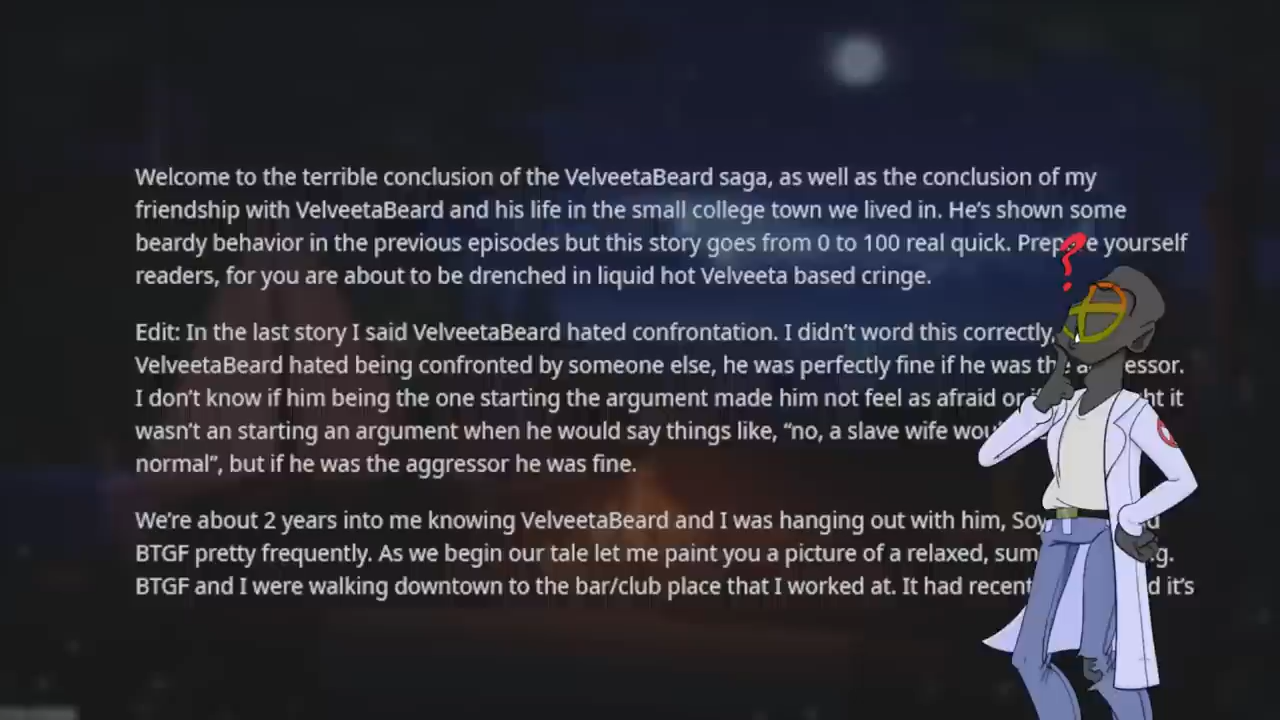 Welcome to the terrible conclusion of the VelveetaBeard saga, as well as the conclusion of my
friendship with VelveetaBeard and his life in the small college town we lived in. He's shown some
beardy behavior in the previous episodes but this story goes from 0 to 100 real quick. Prepare yourself
readers, for you are about to be drenched in liquid hot Velveeta based cringe.
Edit: In the last story I said VelveetaBeard hated confrontation. I didn't word this correctly,
VelveetaBeard hated being confronted by someone else, he was perfectly fine if he was the aggressor.
I don't know if him being the one starting the argument made him not feel as afraid or it
wasn't an starting an argument when he would say things like, “no, a slave wife
normal”, but if he was the aggressor he was fine.
We're about 2 years into me knowing VelveetaBeard and I was hanging out with him,
BTGF pretty frequently. As we begin our tale let me paint you a picture of a relaxed,
BTGF and I were walking downtown to the bar/club place that I worked at. It had it's
?